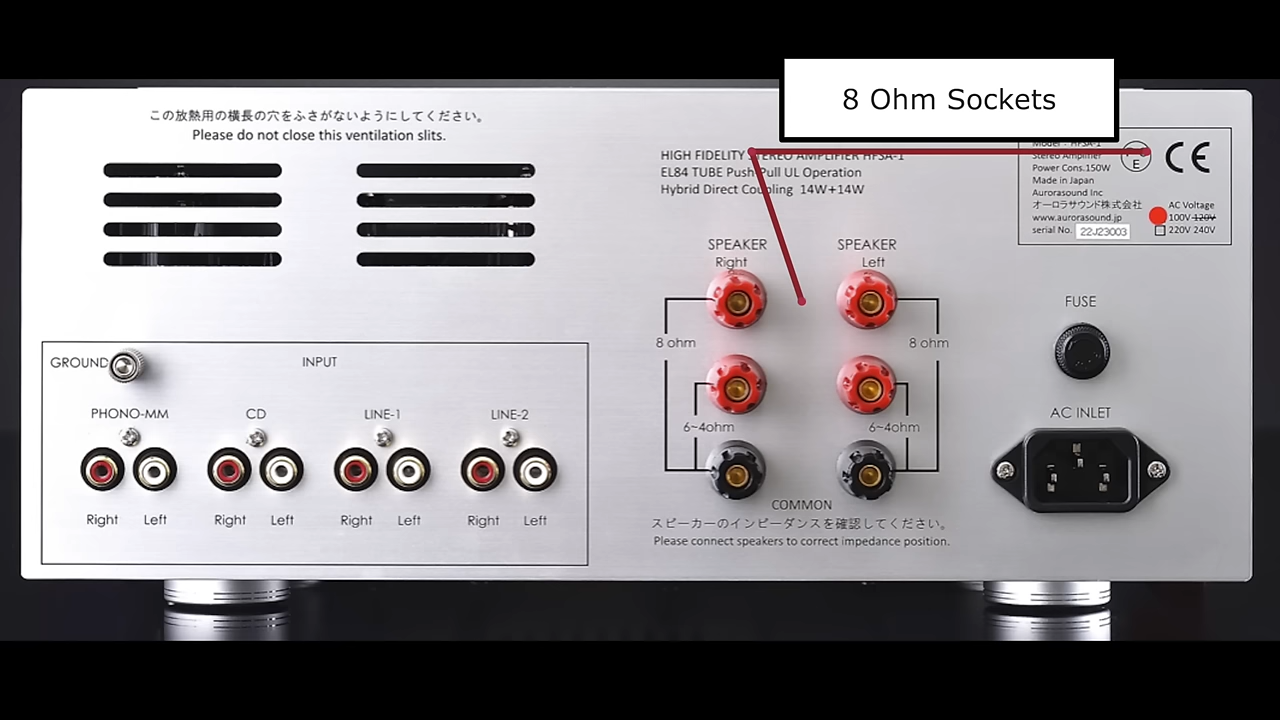 8 Ohm Sockets
この放熱用の横長の穴をふさがないようにしてください。
Please do not close this ventilation slits.
HIGH FIDELITY STEREO AMPLIFIER HFSA-1
EL84 TUBE Push-Pull UL Operation
Hybrid Direct Coupling 14W+14W
Model - HFSA-1
Stereo Amplifier
Power Cons.150W
Made in Japan
Aurorasound Inc
オーロラサウンド株式会社
www.aurorasound.jp
serial No. 22J23003
E
CE
AC Voltage
100V 120V
220V 240V
SPEAKER
Right
SPEAKER
Left
8 ohm
8 ohm
6~4ohm
6~4ohm
COMMON
スピーカーのインピーダンスを確認してください。
Please connect speakers to correct impedance position.
FUSE
AC INLET
GROUND
INPUT
PHONO-MM
CD
LINE-1
LINE-2
Right
Left
Right
Left
Right
Left
Right
Left